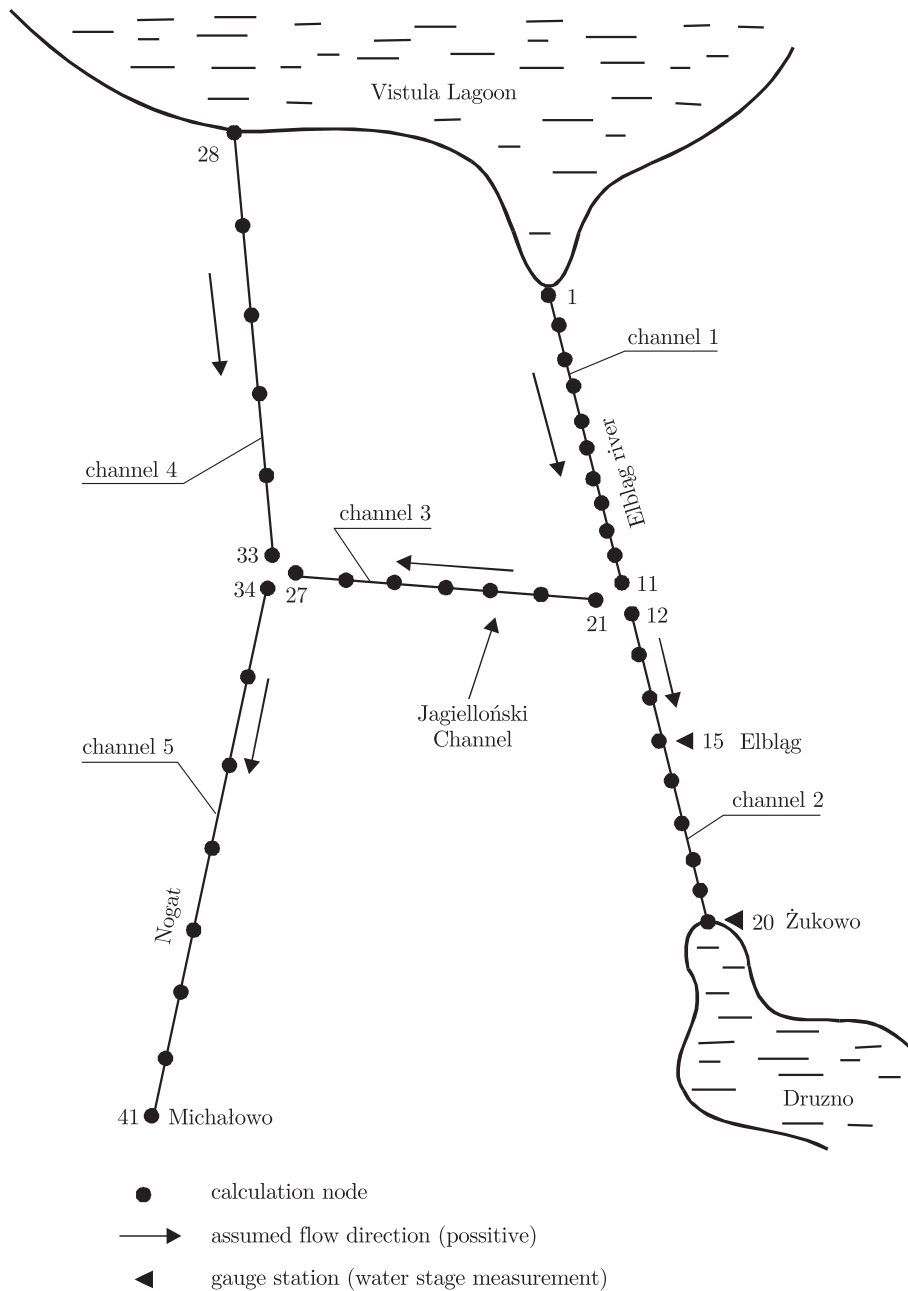 Vistula Lagoon
28
1
channel 1
Elbląg river
channel 4
channel 3
33
11
34
27
21
12
Jagielloński
Channel
15 Elbląg
channel 5
channel 2
Nogat
20 Żukowo
Druzno
41 Michałowo
calculation node
assumed flow direction (possitive)
gauge station (water stage measurement)